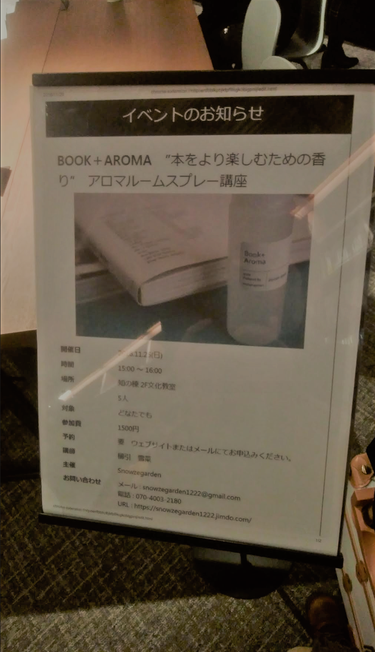 イベントのお知らせ
BOOK+AROMA "本をより楽しむための香
り" アロマルームスプレー講座
Book+
Aroma
開催日
時間 15:00 ～ 16:00
場所 2F文化教室
5人
対象 どなたでも
参加費 1500円
予約 要 ウェブサイトまたはメールにてお申込みください。
講師
主催 Snowzegarden
お問い合わせ メール : snowzegarden1222@gmail.com
電話 : 070-4003-2180
URL : https://snowzegarden1222.jimdo.com/